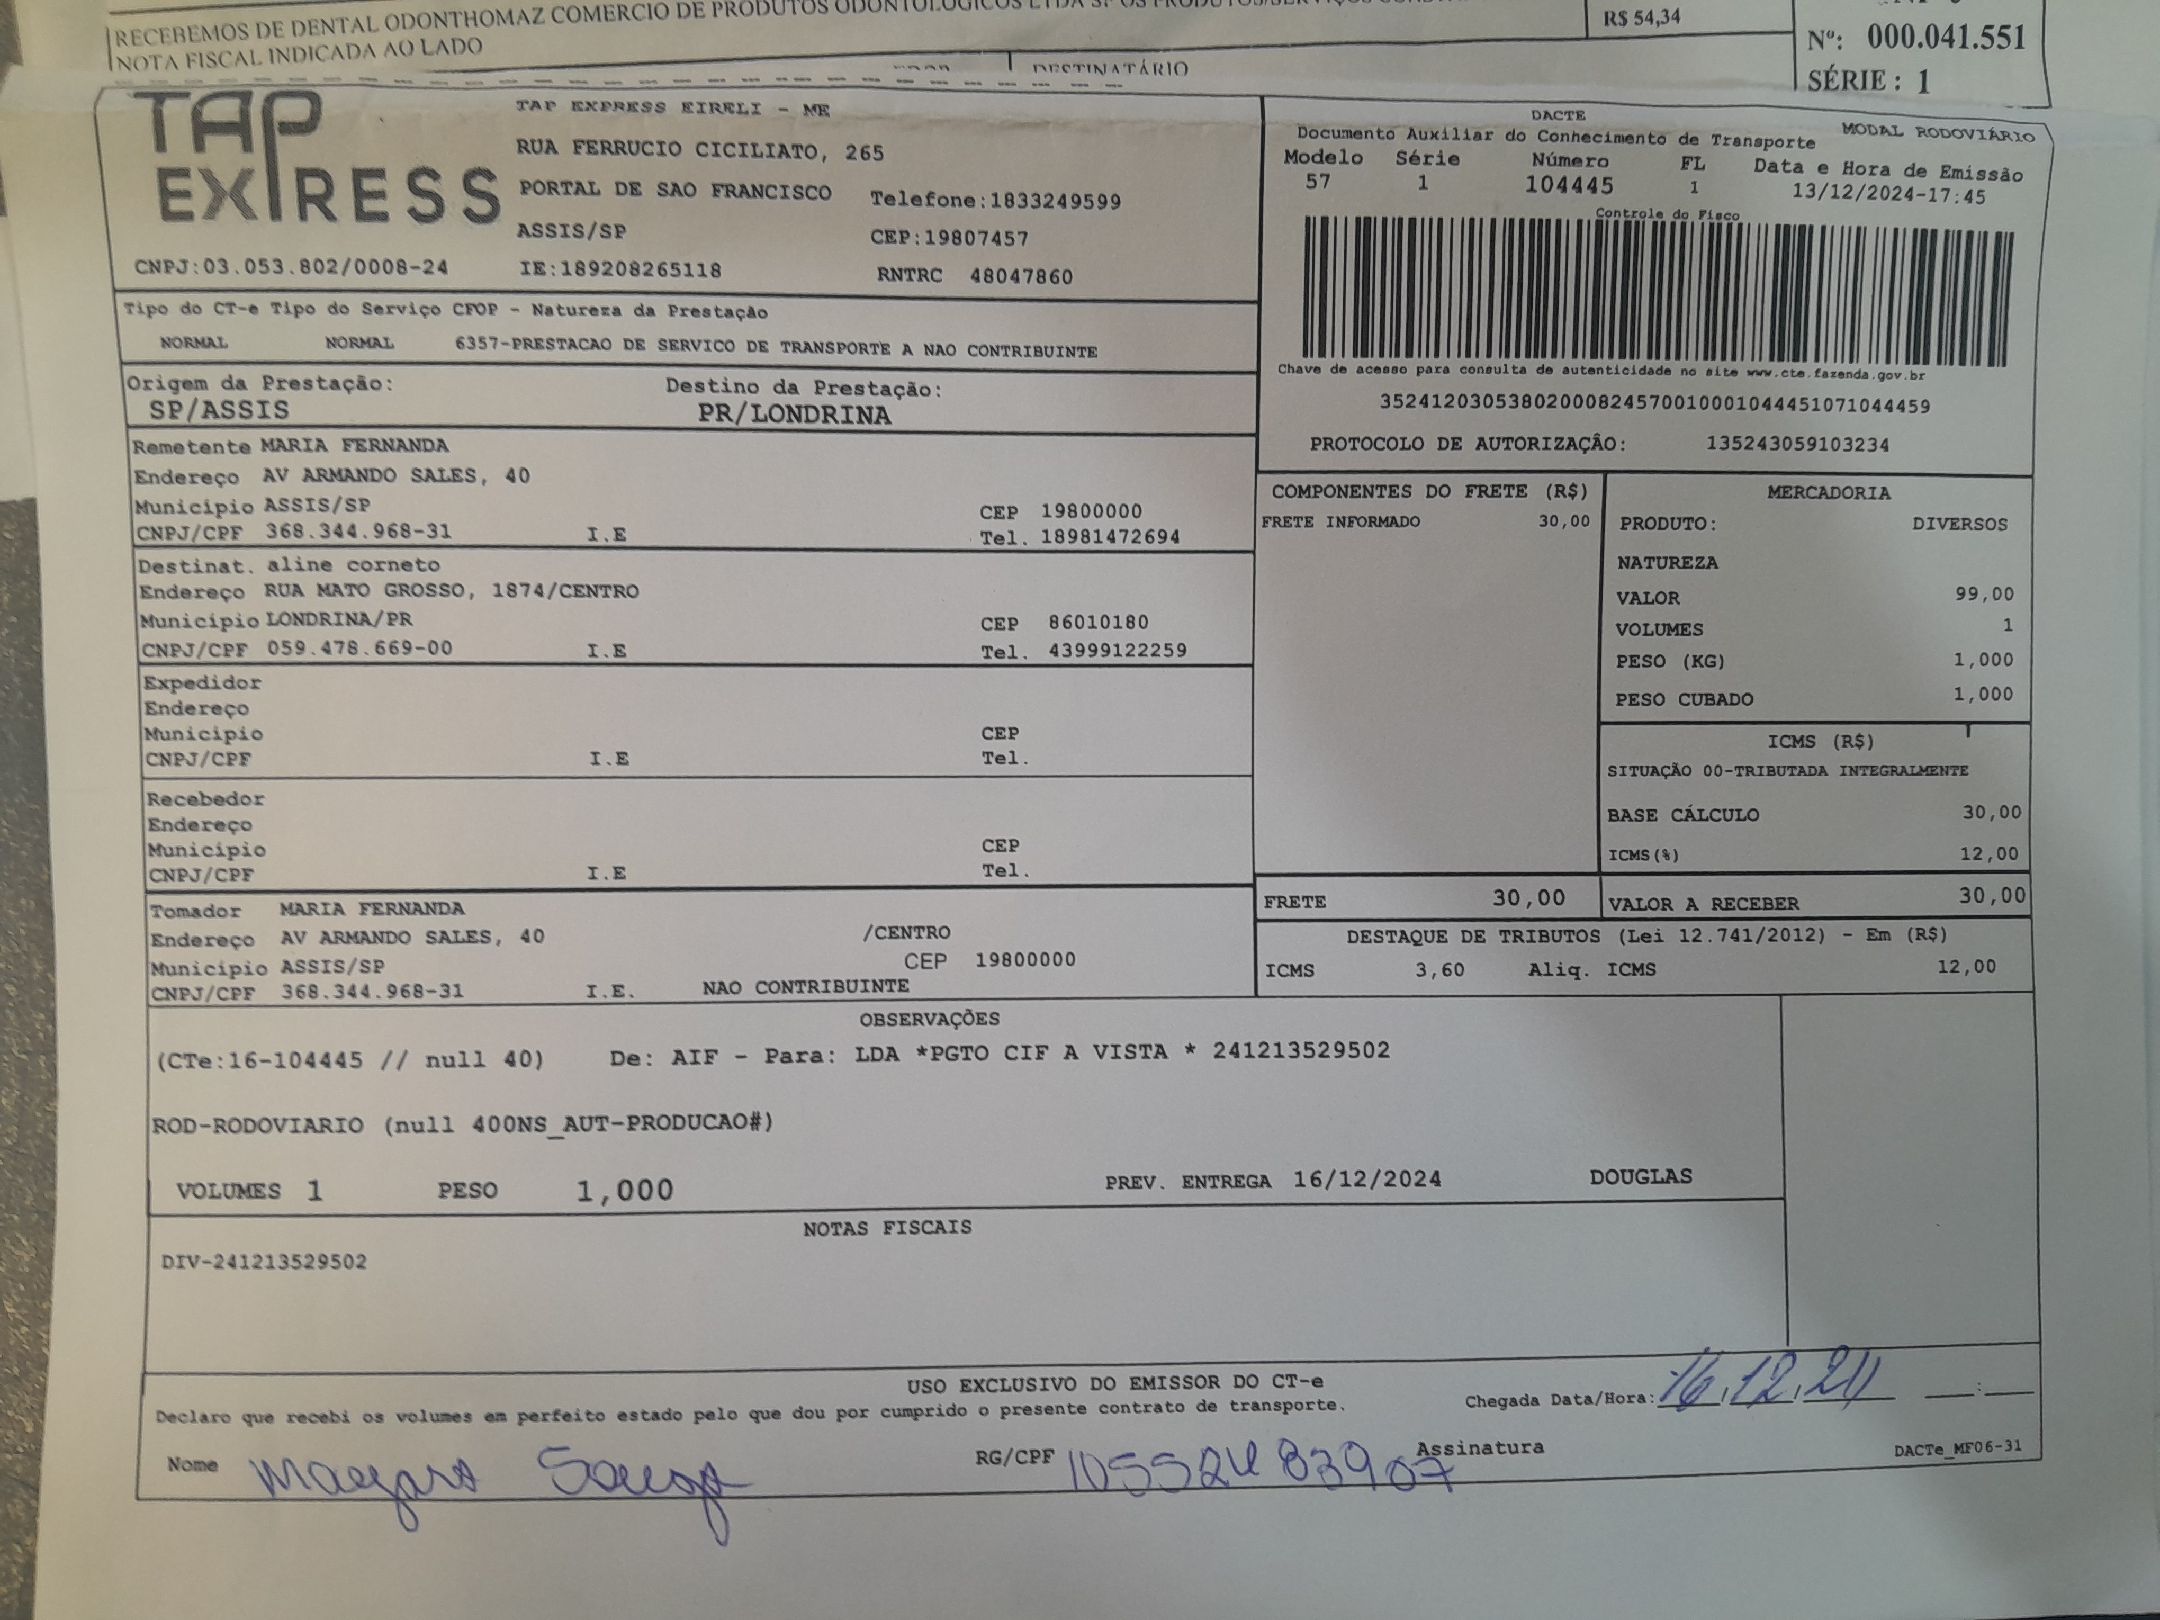 RECEBEMOS DE DENTAL ODONTHOMAZ COMERCIO DE PRODUTOS ODONTOLOGICOS LTDA SP OS
NOTA FISCAL INDICADA AO LADO
R$ 54,34
Nº: 000.041.551
SÉRIE : 1
DESTINATÁRIO
TAP EXPRESS
TAP EXPRESS EIRELI - ME
RUA FERRUCIO CICILIATO, 265
PORTAL DE SAO FRANCISCO Telefone:1833249599
ASSIS/SP CEP:19807457
CNPJ:03.053.802/0008-24 IE:189208265118 RNTRC 48047860
DACTE
Documento Auxiliar do Conhecimento de Transporte MODAL RODOVIÁRIO
Modelo Série Número FL Data e Hora de Emissão
57 1 104445 1 13/12/2024-17:45
Controle do Fisco
Chave de acesso para consulta de autenticidade no site www.cte.fazenda.gov.br
35241203053802000824570010001044451071044459
PROTOCOLO DE AUTORIZAÇÃO: 135243059103234
Tipo do CT-e Tipo do Serviço CFOP - Natureza da Prestação
NORMAL NORMAL 6357-PRESTACAO DE SERVICO DE TRANSPORTE A NAO CONTRIBUINTE
Origem da Prestação: Destino da Prestação:
SP/ASSIS PR/LONDRINA
Remetente MARIA FERNANDA
Endereço AV ARMANDO SALES, 40
Município ASSIS/SP CEP 19800000
CNPJ/CPF 368.344.968-31 I.E Tel. 18981472694
Destinat. aline corneto
Endereço RUA MATO GROSSO, 1874/CENTRO
Município LONDRINA/PR CEP 86010180
CNPJ/CPF 059.478.669-00 I.E Tel. 43999122259
Expedidor
Endereço
Município CEP
CNPJ/CPF I.E Tel.
Recebedor
Endereço
Município CEP
CNPJ/CPF I.E Tel.
Tomador MARIA FERNANDA
Endereço AV ARMANDO SALES, 40 /CENTRO
Município ASSIS/SP CEP 19800000
CNPJ/CPF 368.344.968-31 I.E. NAO CONTRIBUINTE
COMPONENTES DO FRETE (R$)
FRETE INFORMADO 30,00
MERCADORIA
PRODUTO: DIVERSOS
NATUREZA
VALOR 99,00
VOLUMES 1
PESO (KG) 1,000
PESO CUBADO 1,000
ICMS (R$)
SITUAÇÃO 00-TRIBUTADA INTEGRALMENTE
BASE CÁLCULO 30,00
ICMS(%) 12,00
FRETE 30,00 VALOR A RECEBER 30,00
DESTAQUE DE TRIBUTOS (Lei 12.741/2012) - Em (R$)
ICMS 3,60 Aliq. ICMS 12,00
OBSERVAÇÕES
(CTe:16-104445 // null 40) De: AIF - Para: LDA *PGTO CIF A VISTA * 241213529502
ROD-RODOVIARIO (null 400NS_AUT-PRODUCAO#)
VOLUMES 1 PESO 1,000 PREV. ENTREGA 16/12/2024 DOUGLAS
NOTAS FISCAIS
DIV-241213529502
USO EXCLUSIVO DO EMISSOR DO CT-e
Declaro que recebi os volumes em perfeito estado pelo que dou por cumprido o presente contrato de transporte.
Chegada Data/Hora: 16.12.24 __:__
Nome Souza RG/CPF 10552483907 Assinatura DACTe_MF06-31